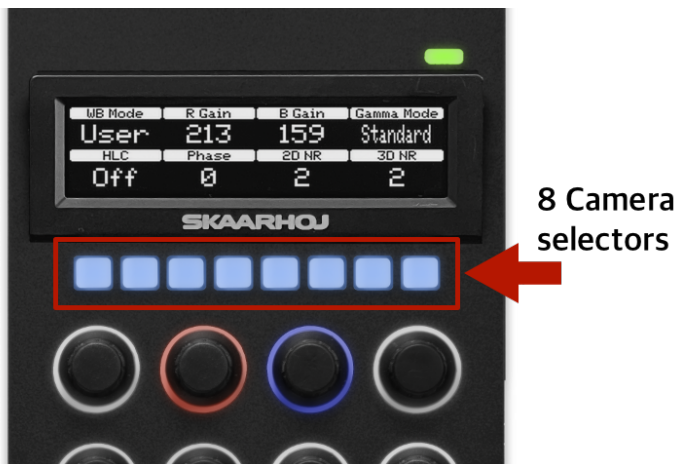 WB Mode R Gain B Gain Gamma Mode
User 213 159 Standard
HLC Phase 2D NR 3D NR
Off 0 2 2
SKAARHOJ
8 Camera
selectors